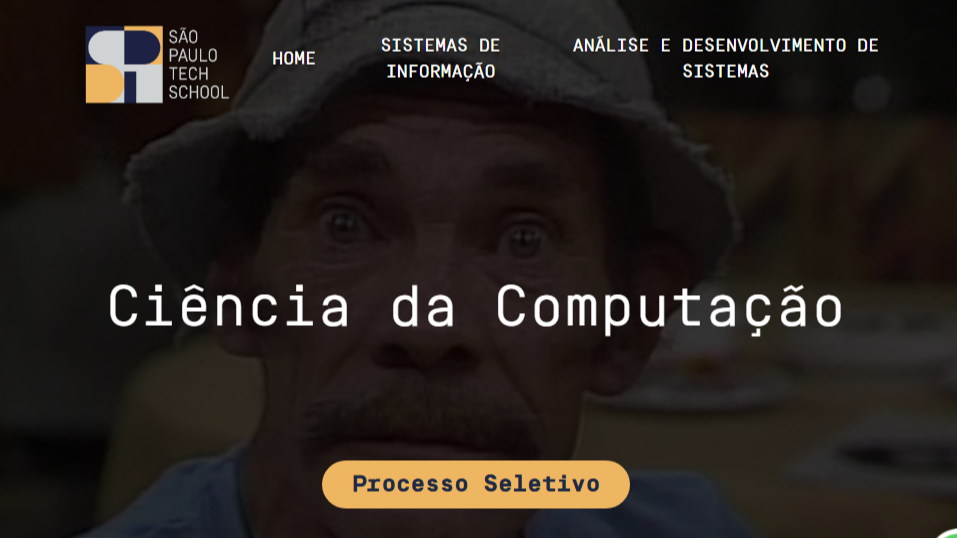 SÃO
PAULO
TECH
SCHOOL
HOME
SISTEMAS DE
INFORMAÇÃO
ANÁLISE E DESENVOLVIMENTO DE
SISTEMAS
Ciência da Computação
Processo Seletivo